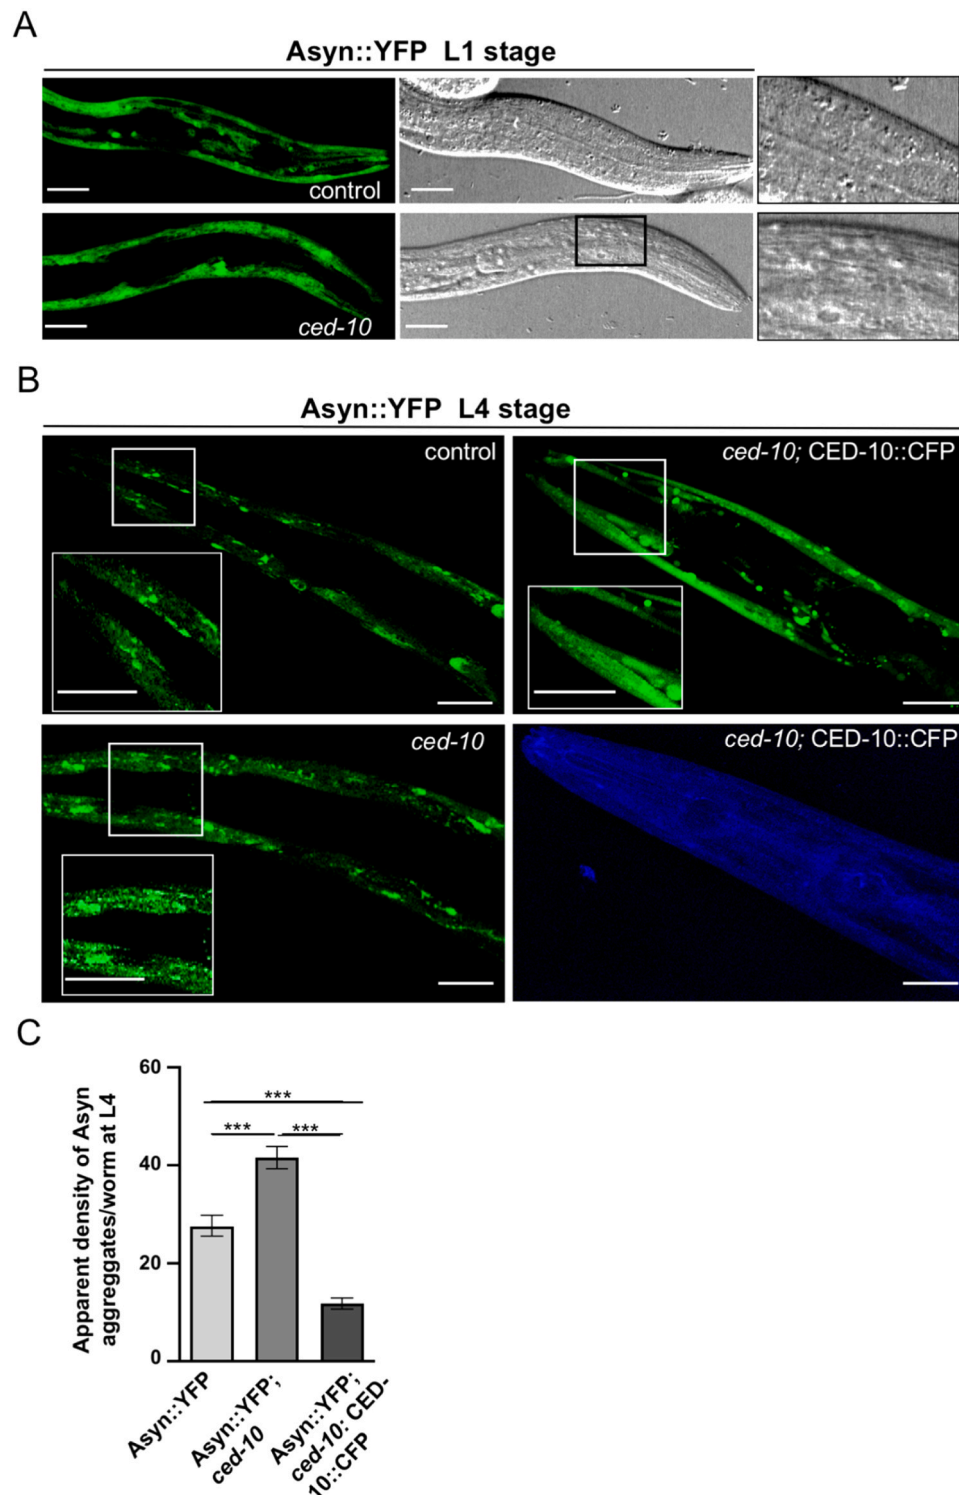 A
Asyn::YFP L1 stage
control
ced-10
B
Asyn::YFP L4 stage
control
ced-10; CED-10::CFP
ced-10
ced-10; CED-10::CFP
C
Apparent density of Asyn
aggreggates/worm at L4
60
40
20
0
***
***
***
Asyn::YFP
Asyn::YFP;
ced-10
Asyn::YFP;
ced-10: CED-
10::CFP